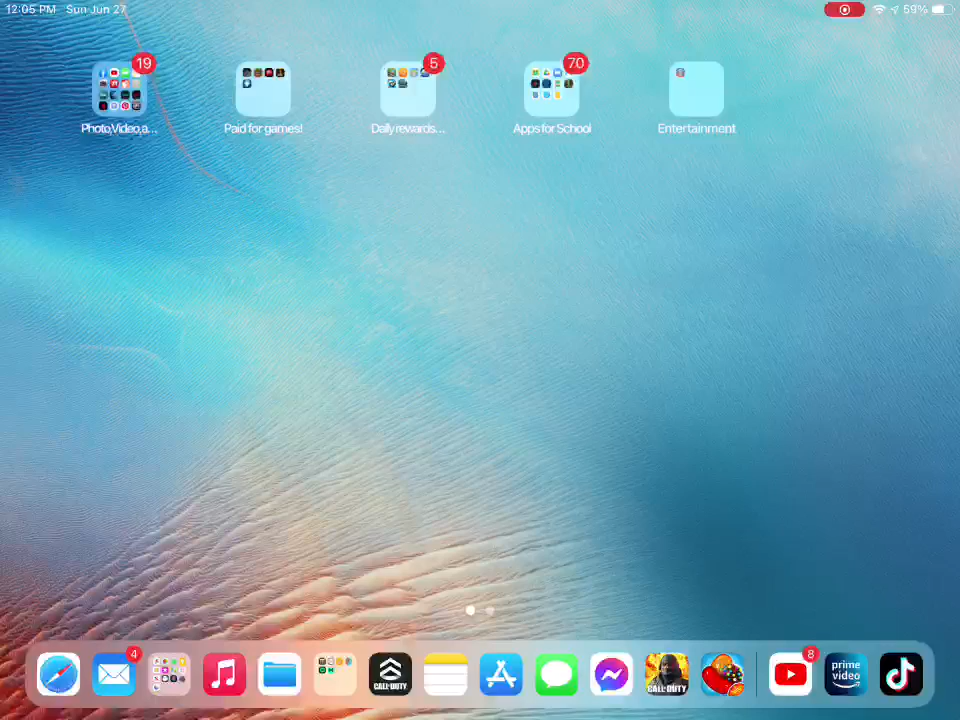 12:05 PM Sun Jun 27
59%
19
5
70
Photo,Video,a...
Paid for games!
Daily rewards...
Apps for School
Entertainment
4
8
CALL OF DUTY
CALL OF DUTY
prime video